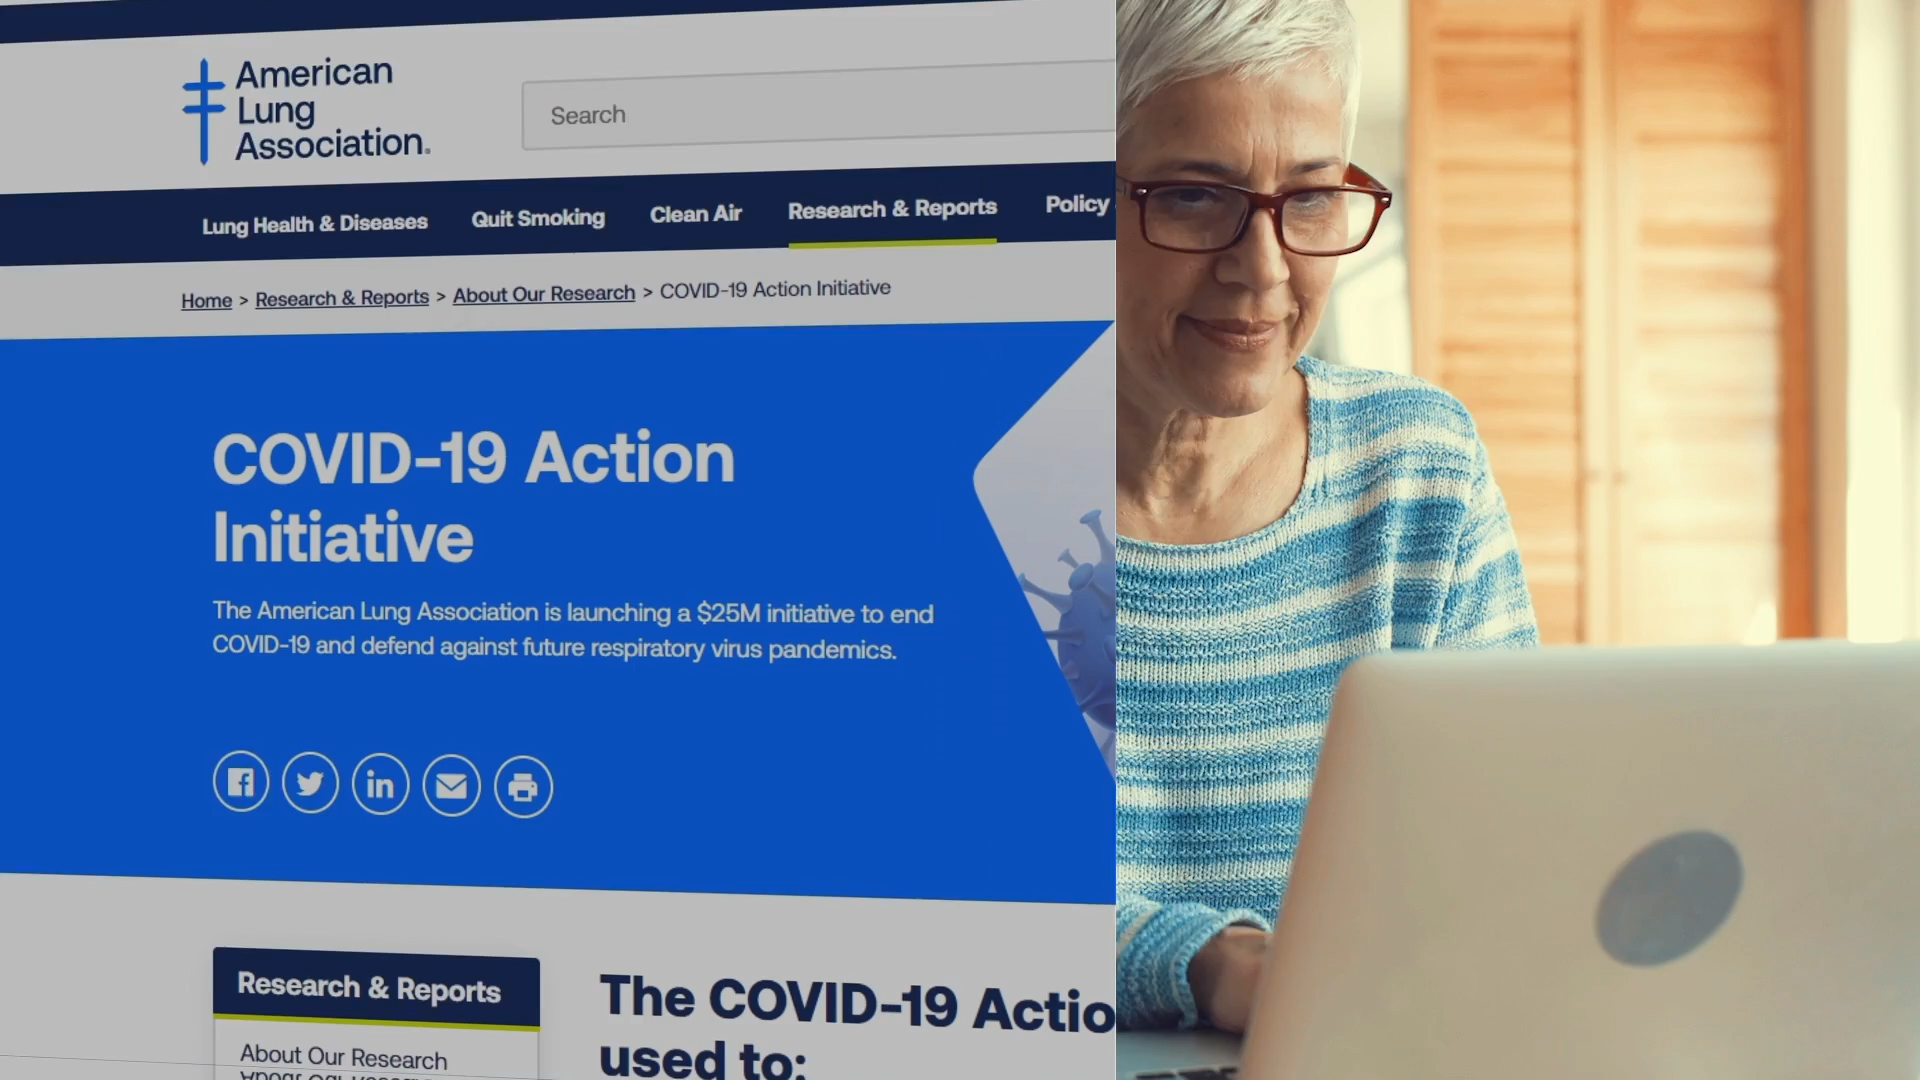 American
Lung
Association.
Search
Lung Health & Diseases Quit Smoking Clean Air Research & Reports Policy
Home > Research & Reports > About Our Research > COVID-19 Action Initiative
COVID-19 Action
Initiative
The American Lung Association is launching a $25M initiative to end
COVID-19 and defend against future respiratory virus pandemics.
Research & Reports
About Our Research
The COVID-19 Actio
used to: